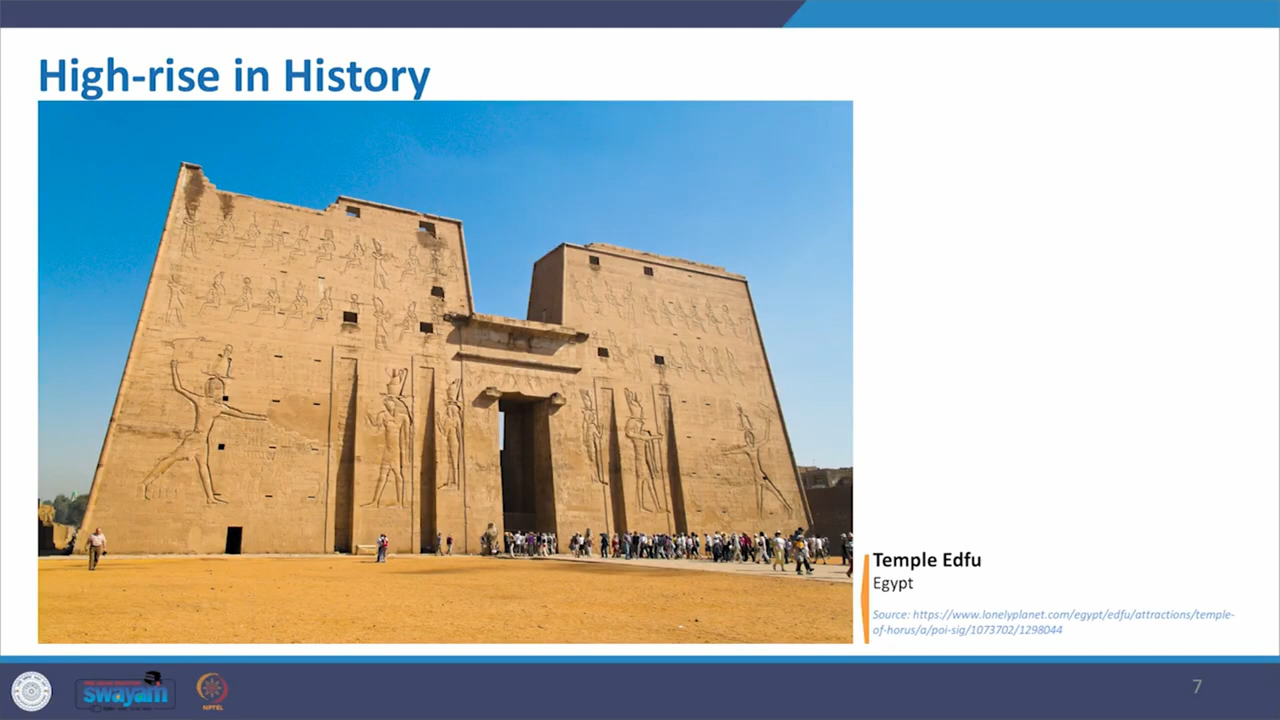 High-rise in History
Temple Edfu
Egypt
Source: https://www.lonelyplanet.com/egypt/edfu/attractions/temple-
of-horus/a/poi-sig/1073702/1298044
swayam
NPTEL
7